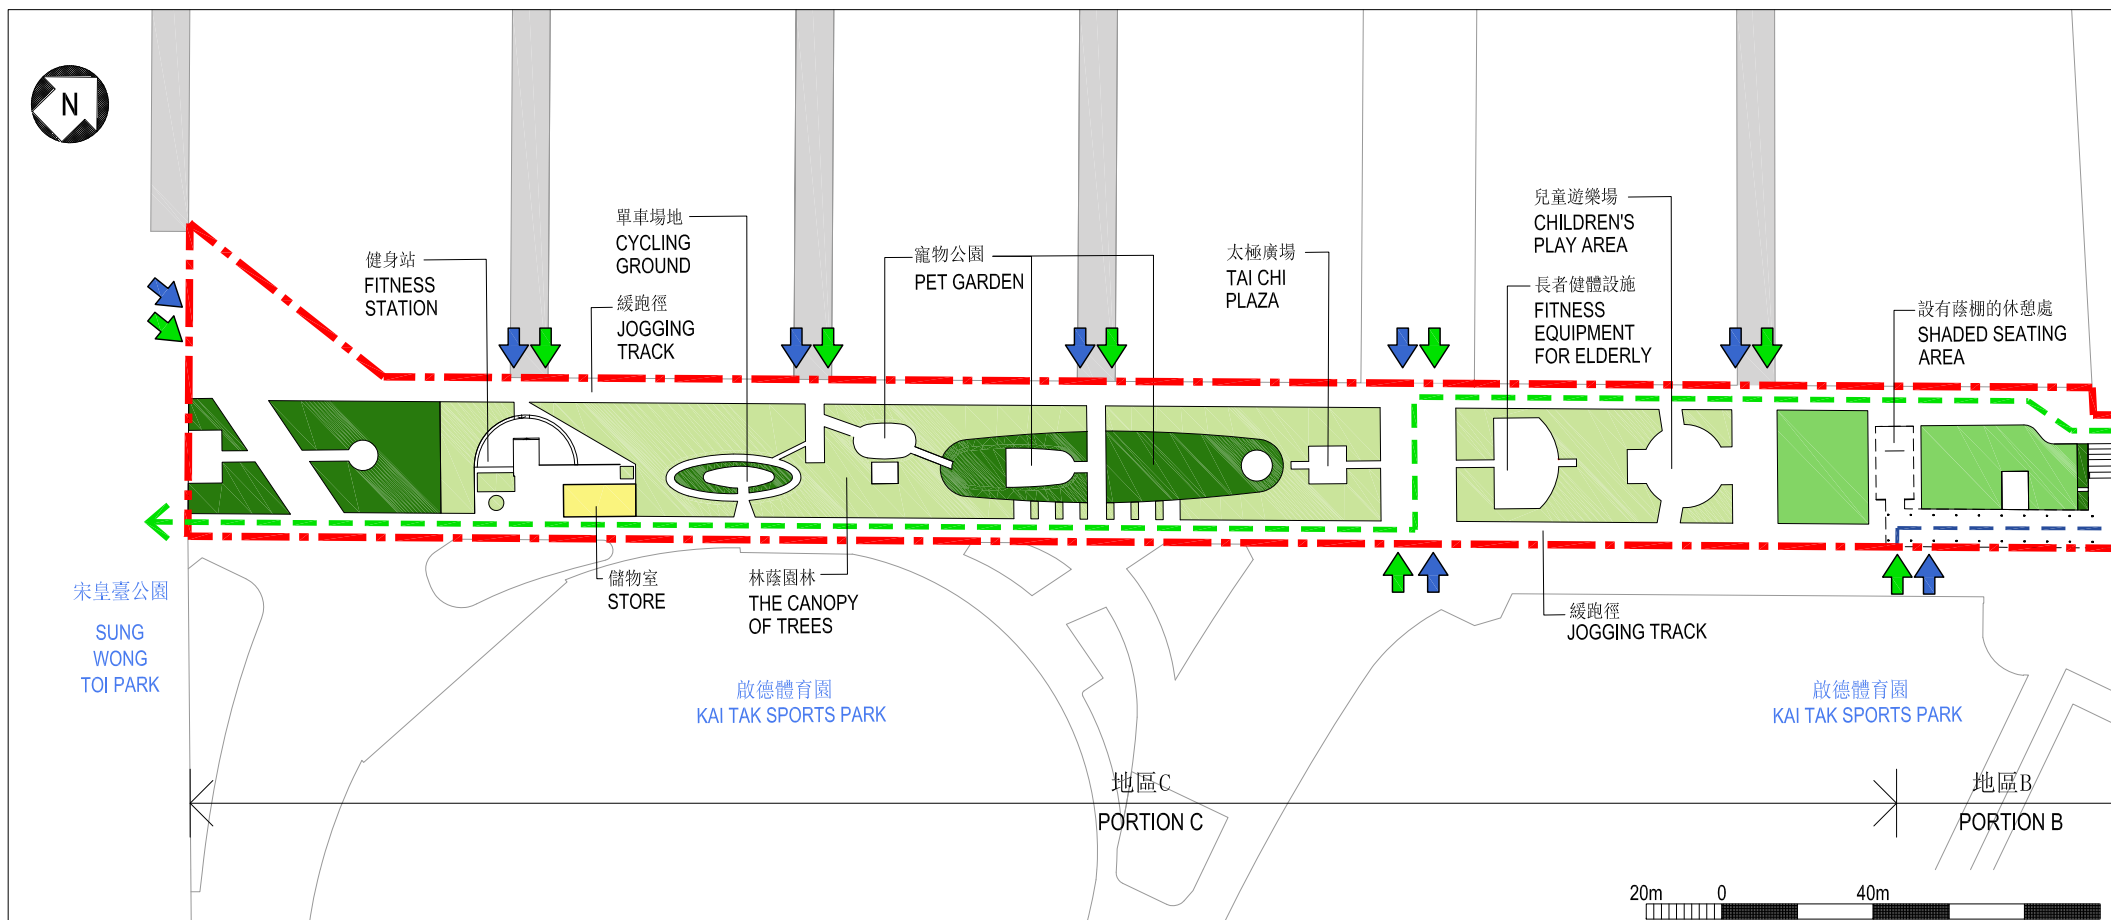 N
健身站
FITNESS
STATION
單車場地
CYCLING
GROUND
緩跑徑
JOGGING
TRACK
寵物公園
PET GARDEN
太極廣場
TAI CHI
PLAZA
兒童遊樂場
CHILDREN'S
PLAY AREA
長者健體設施
FITNESS
EQUIPMENT
FOR ELDERLY
設有蔭棚的休憩處
SHADED SEATING
AREA
儲物室
STORE
林蔭園林
THE CANOPY
OF TREES
緩跑徑
JOGGING TRACK
宋皇臺公園
SUNG
WONG
TOI PARK
啟德體育園
KAI TAK SPORTS PARK
啟德體育園
KAI TAK SPORTS PARK
地區C
PORTION C
地區B
PORTION B
20m 0 40m